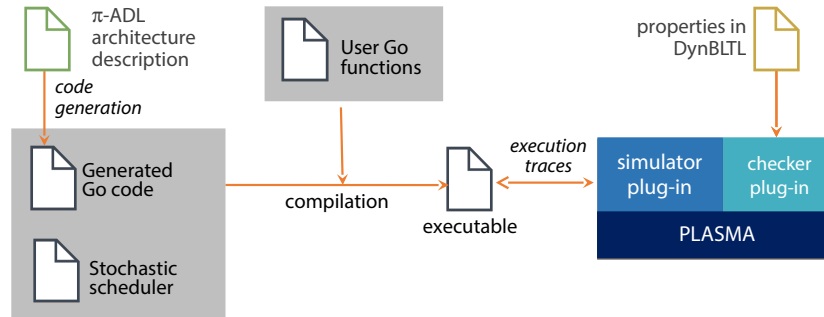 π-ADL
architecture
description
code
generation
User Go
functions
properties in
DynBLTL
Generated
Go code
Stochastic
scheduler
compilation
executable
execution
traces
simulator
plug-in
checker
plug-in
PLASMA